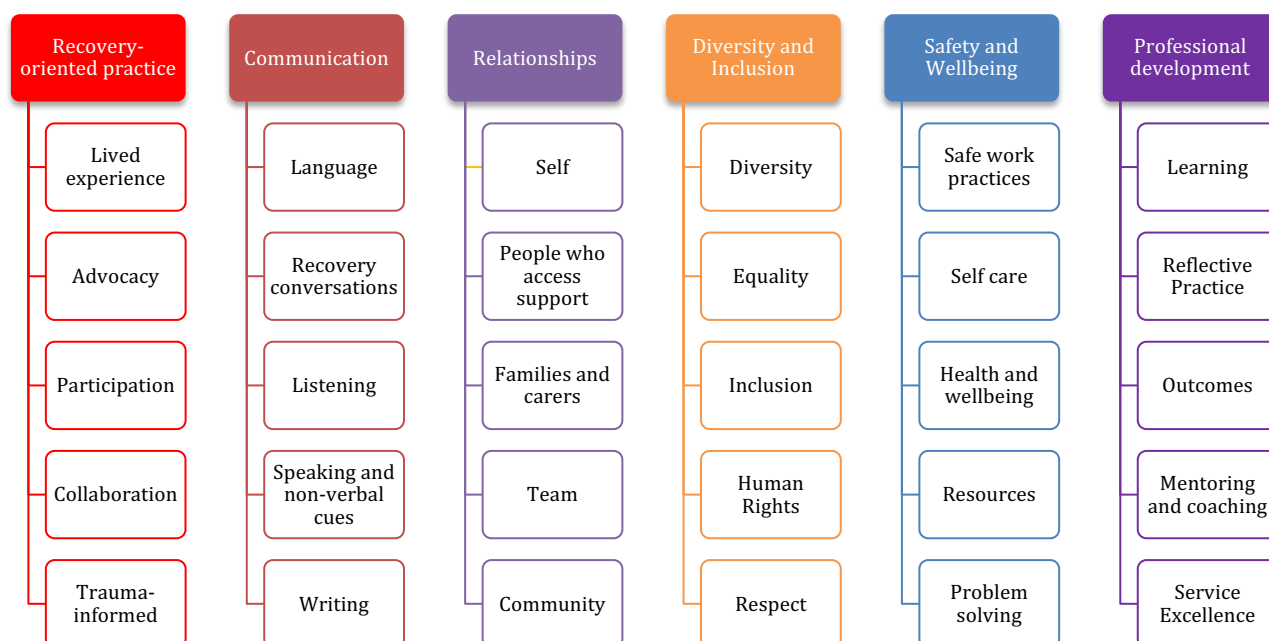 Recovery-
oriented practice
Lived
experience
Advocacy
Participation
Collaboration
Trauma-
informed
Communication
Language
Recovery
conversations
Listening
Speaking and
non-verbal
cues
Writing
Relationships
Self
People who
access
support
Families and
carers
Team
Community
Diversity and
Inclusion
Diversity
Equality
Inclusion
Human
Rights
Respect
Safety and
Wellbeing
Safe work
practices
Self care
Health and
wellbeing
Resources
Problem
solving
Professional
development
Learning
Reflective
Practice
Outcomes
Mentoring
and coaching
Service
Excellence